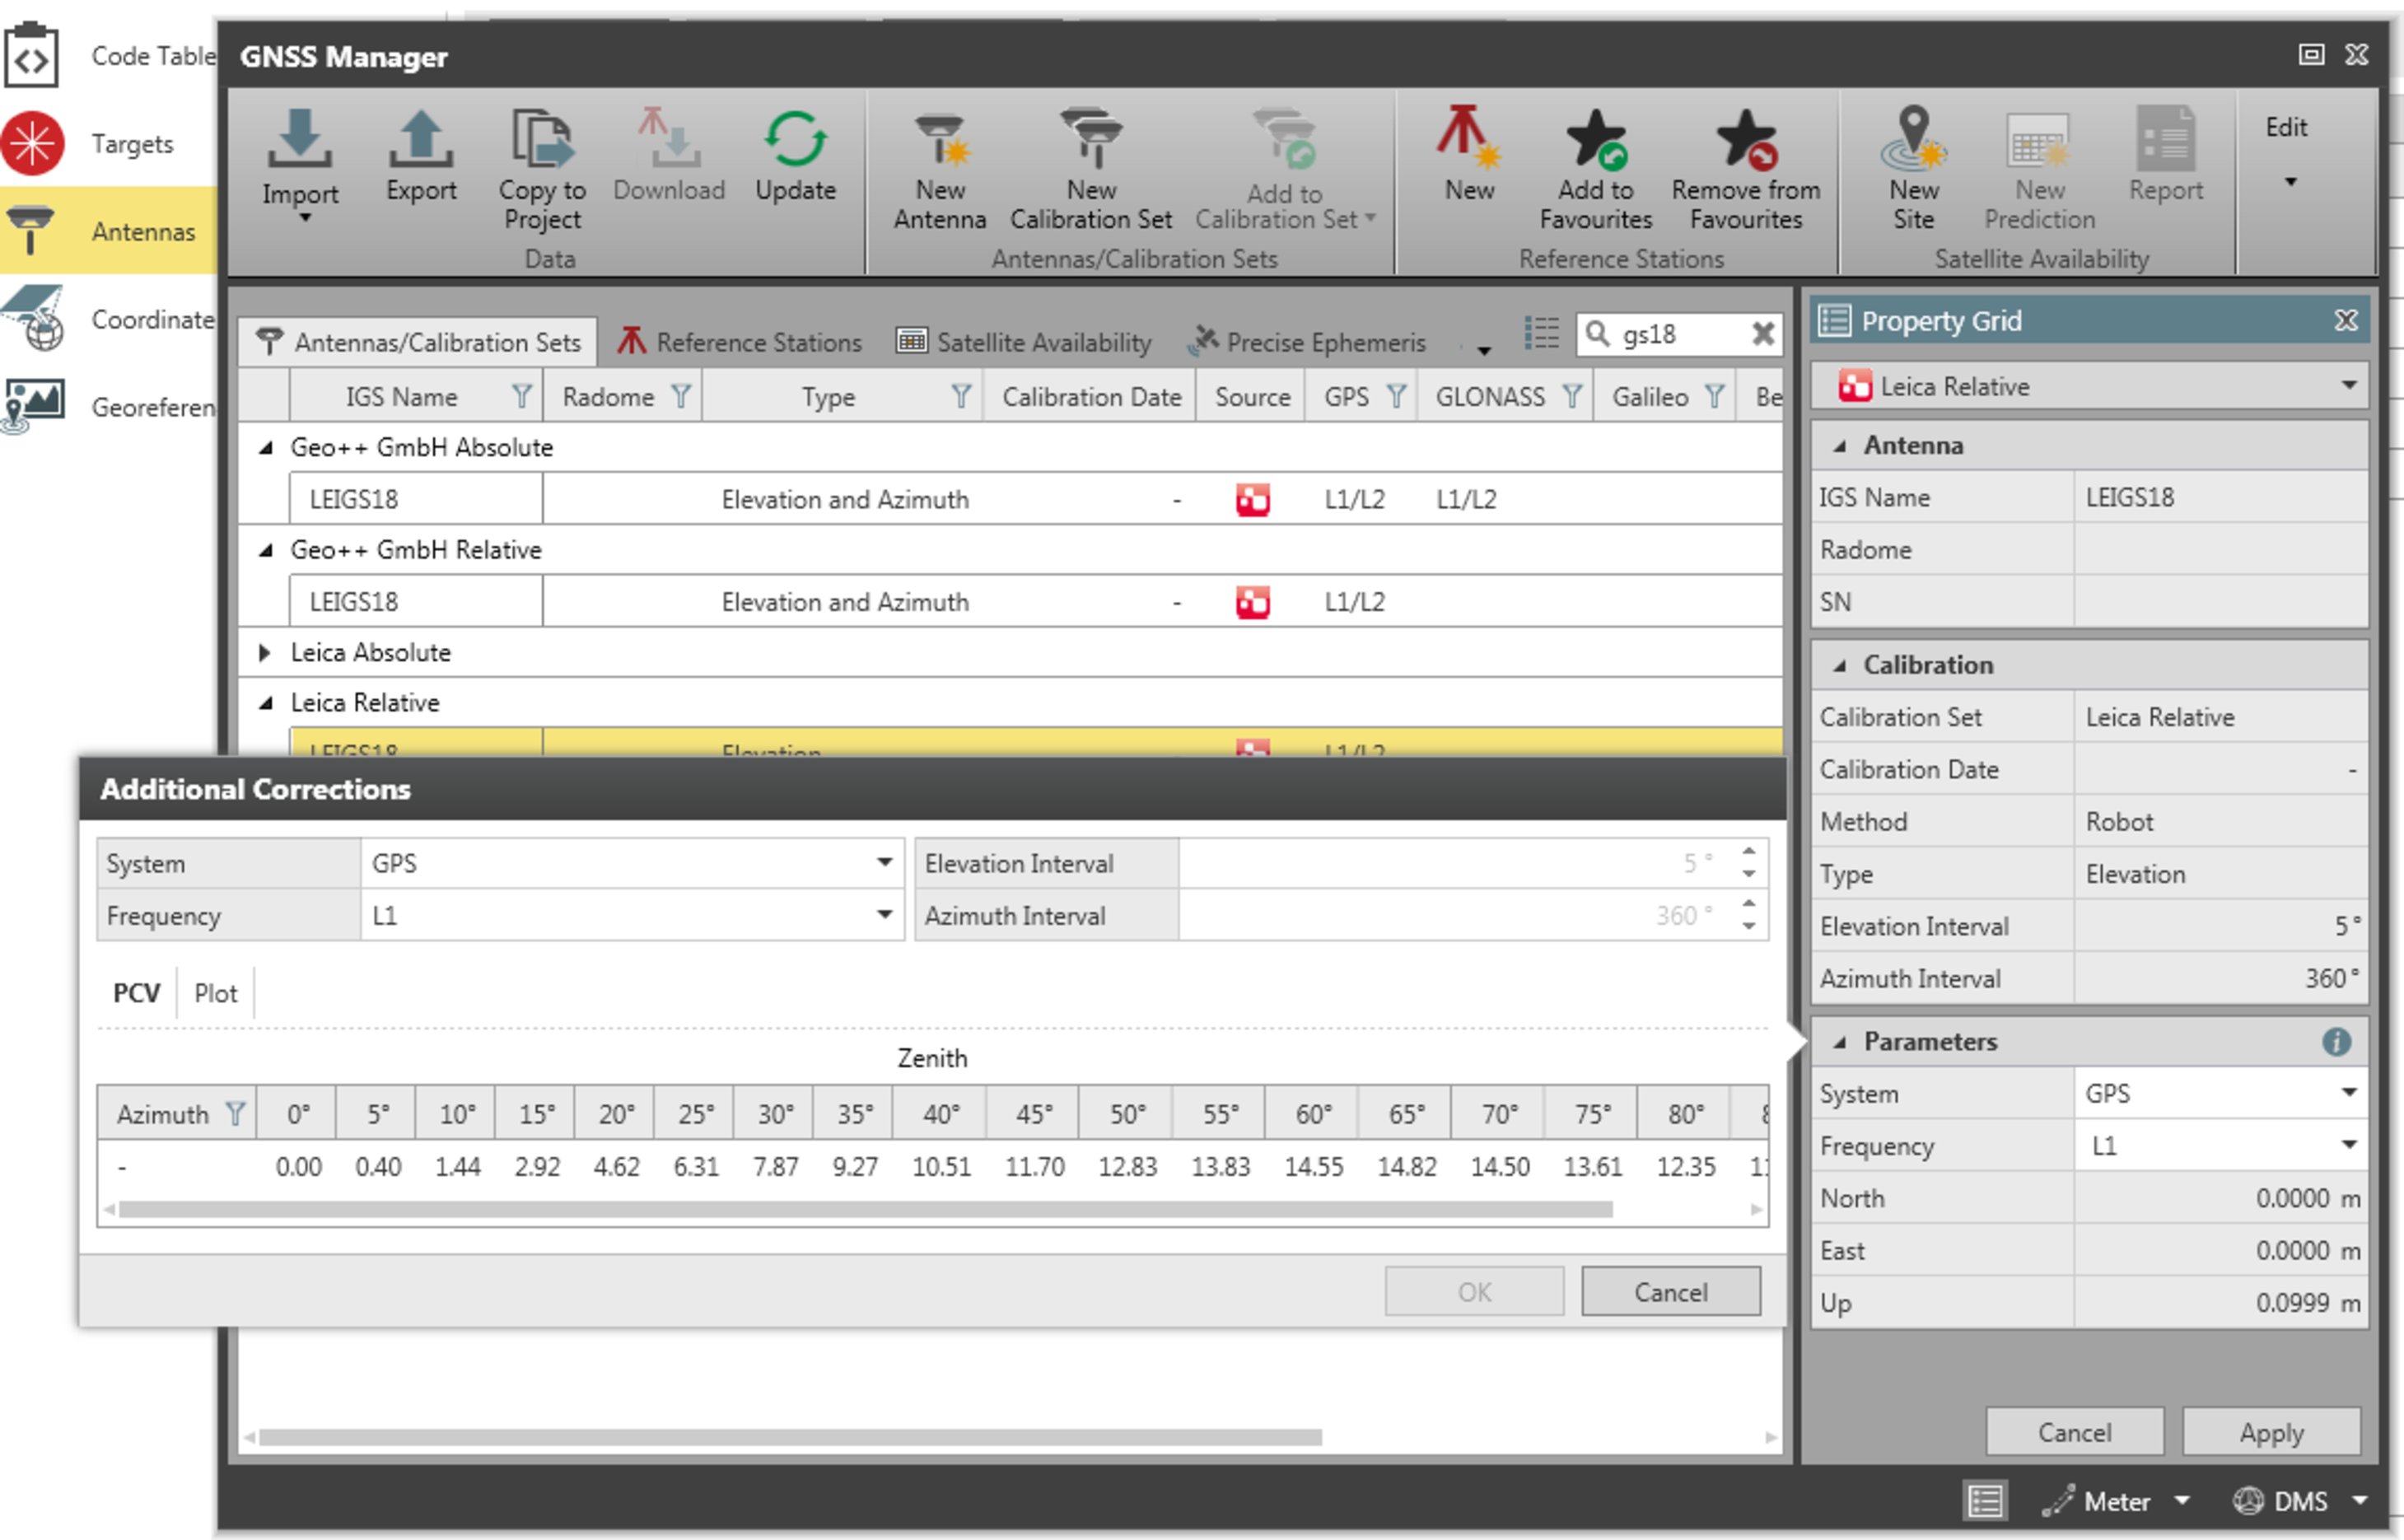 Code Table
Targets
Antennas
Coordinate
Georeferen
GNSS Manager
Import
Export
Copy to
Project
Download
Update
Data
New
Antenna
New
Calibration Set
Add to
Calibration Set
Antennas/Calibration Sets
New
Add to
Favourites
Remove from
Favourites
Reference Stations
New
Site
New
Prediction
Report
Satellite Availability
Edit
Antennas/Calibration Sets Reference Stations Satellite Availability Precise Ephemeris gs18
IGS Name Radome Type Calibration Date Source GPS GLONASS Galileo Be
Geo++ GmbH Absolute
LEIGS18 Elevation and Azimuth - L1/L2 L1/L2
Geo++ GmbH Relative
LEIGS18 Elevation and Azimuth - L1/L2
Leica Absolute
Leica Relative
LEIGS18 Elevation L1/L2
Additional Corrections
System GPS Elevation Interval 5 °
Frequency L1 Azimuth Interval 360 °
PCV Plot
Zenith
Azimuth 0° 5° 10° 15° 20° 25° 30° 35° 40° 45° 50° 55° 60° 65° 70° 75° 80°
- 0.00 0.40 1.44 2.92 4.62 6.31 7.87 9.27 10.51 11.70 12.83 13.83 14.55 14.82 14.50 13.61 12.35
OK Cancel
Property Grid
Leica Relative
Antenna
IGS Name LEIGS18
Radome
SN
Calibration
Calibration Set Leica Relative
Calibration Date -
Method Robot
Type Elevation
Elevation Interval 5 °
Azimuth Interval 360 °
Parameters
System GPS
Frequency L1
North 0.0000 m
East 0.0000 m
Up 0.0999 m
Cancel Apply
Meter DMS